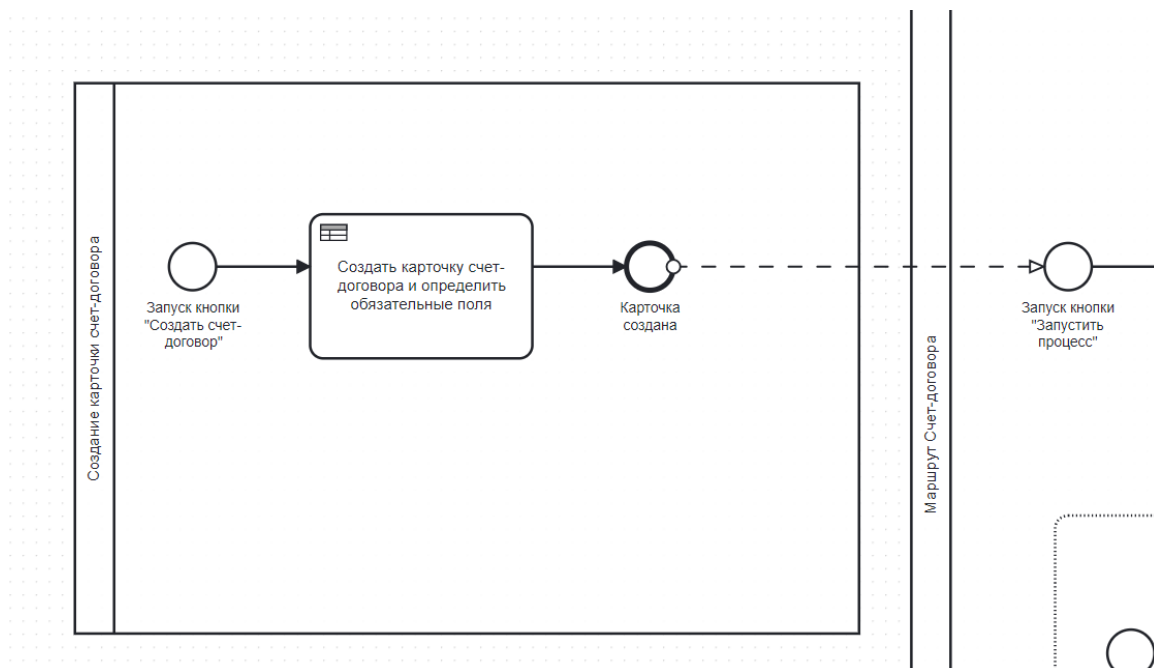 Создание карточки счет-договора
Запуск кнопки
"Создать счет-
договор"
Создать карточку счет-
договора и определить
обязательные поля
Карточка
создана
Маршрут Счет-договора
Запуск кнопки
"Запустить
процесс"